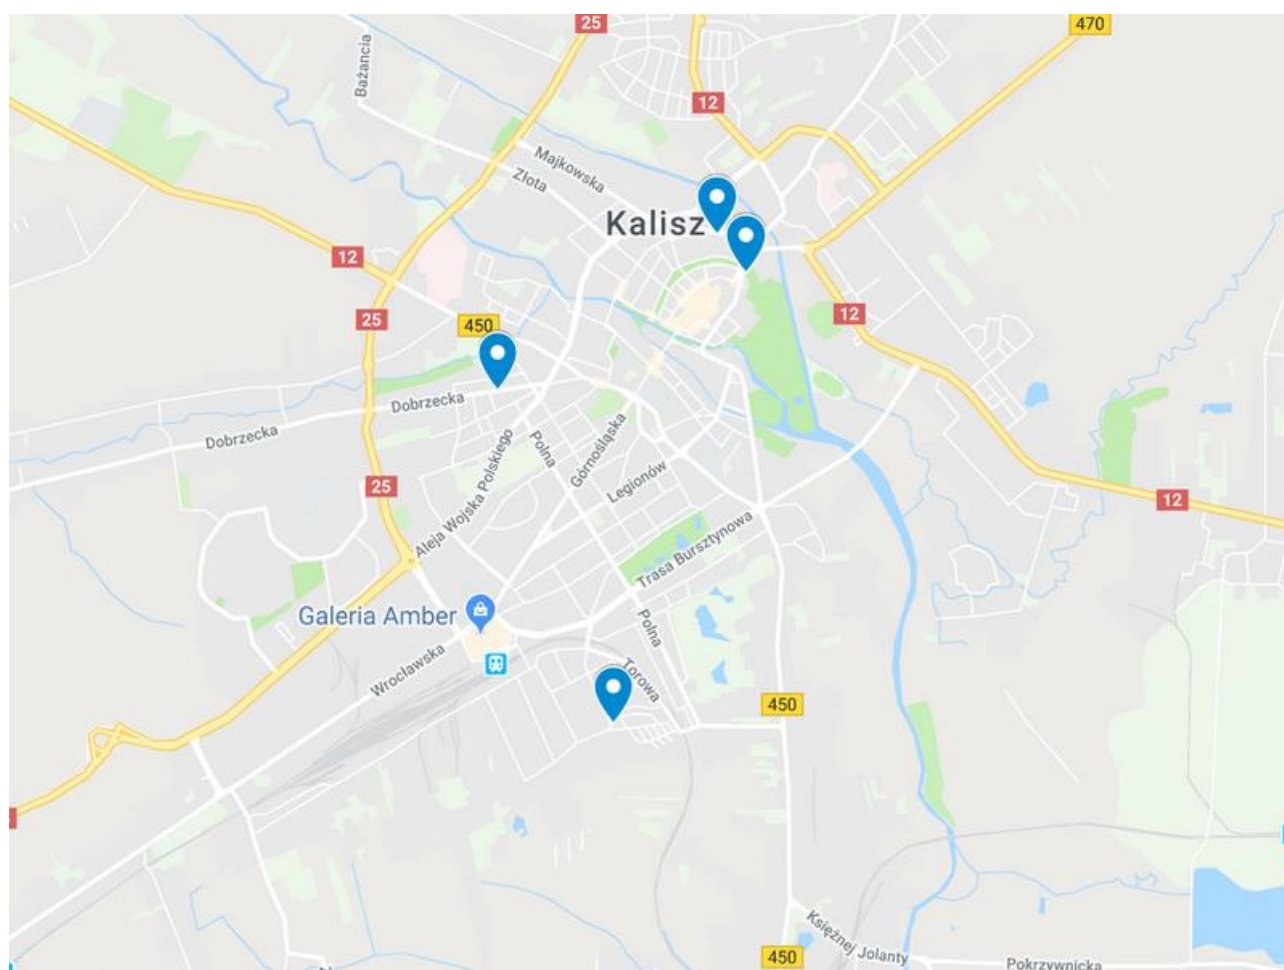 25
470
Bażancia
12
Majkowska
Złota
Kalisz
12
25
450
12
Dobrzecka
Dobrzecka
Polna
Górnośląska
Aleja Wojska Polskiego
Legionów
25
12
Trasa Bursztynowa
Galeria Amber
Polna
Wrocławska
Torowa
450
Księżnej Jolanty
450
Pokrzywnicka